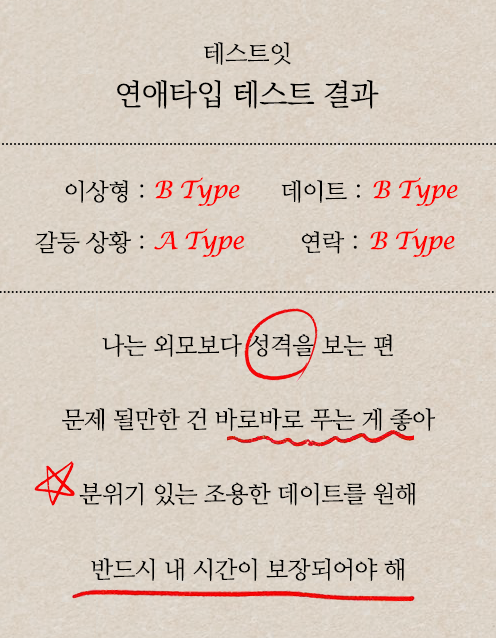 테스트잇
연애타입 테스트 결과
이상형 : B Type 데이트 : B Type
갈등 상황 : A Type 연락 : B Type
나는 외모보다 성격을 보는 편
문제 될만한 건 바로바로 푸는 게 좋아
분위기 있는 조용한 데이트를 원해
반드시 내 시간이 보장되어야 해